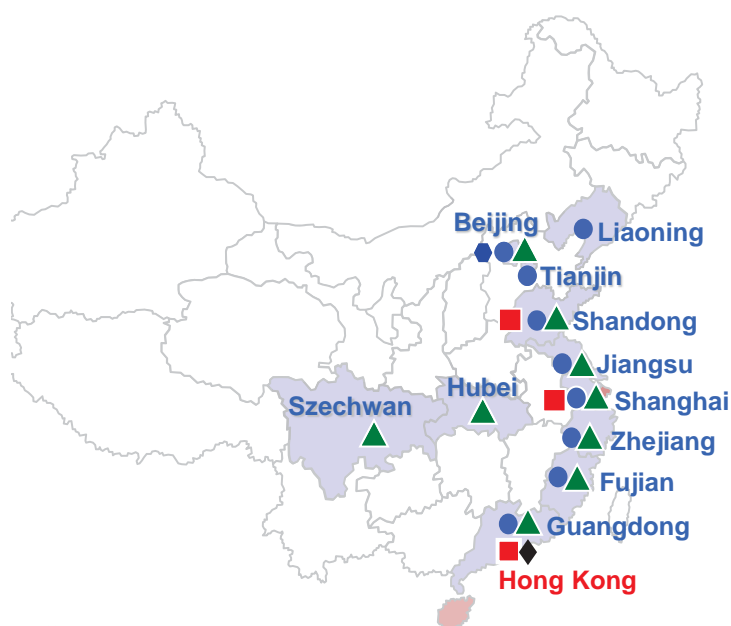 Beijing
Liaoning
Tianjin
Shandong
Jiangsu
Hubei
Szechwan
Shanghai
Zhejiang
Fujian
Guangdong
Hong Kong